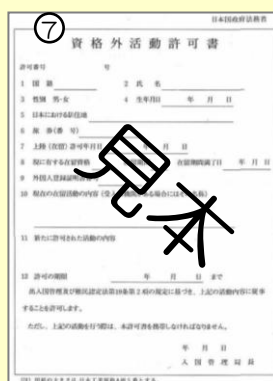 ⑦
日本国政府法務省
資格外活動許可書
許可番号 号
1 国籍 2 氏名
3 性別 男・女 4 生年月日 年 月 日
5 日本における居住地
6 旅券(番号)
7 上陸(在留)許可年月日 年 月 日
8 現に有する在留資格 在留期間満了日 年 月 日
9 外国人登録証明書
10 現在の在留活動の内容
11 新たに許可された活動の内容
12 許可の期限 年 月 日 まで
出入国管理及び難民認定法第19条第2項の規定に基づき、上記の活動内容に従事
することを許可します。
ただし、上記の活動を行う際は、本許可書を携帯しなければなりません。
年 月 日
入国管理局長
見本